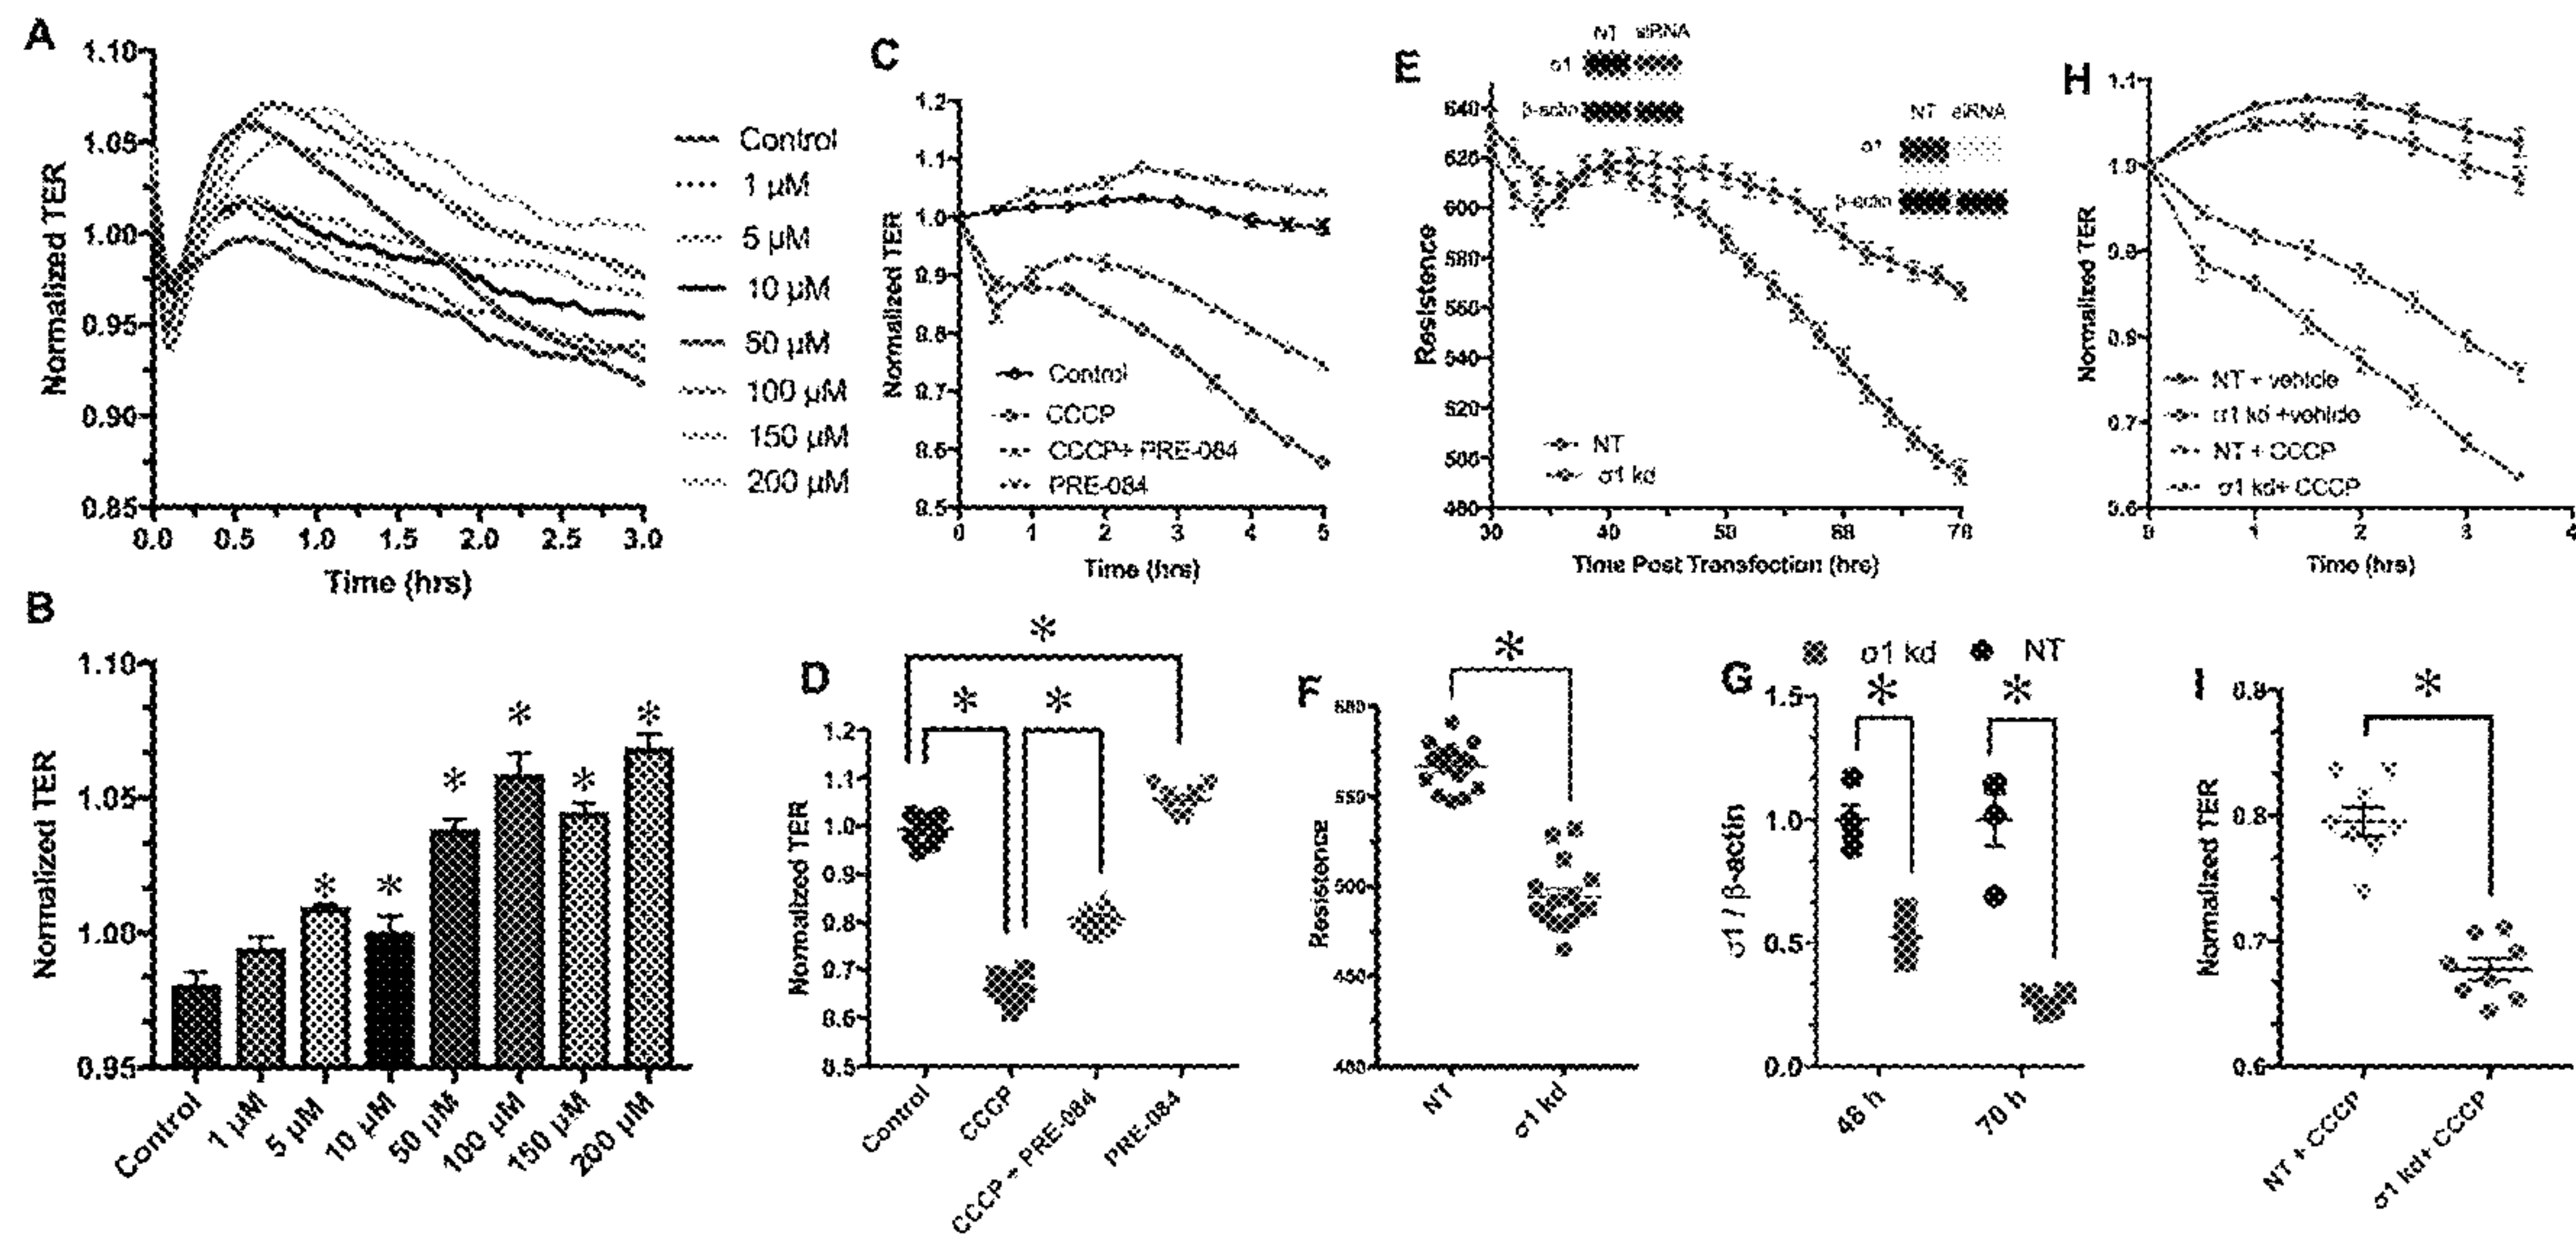 A
1.10
1.05
1.00
0.95
0.90
0.85
Normalized TER
0.0 0.5 1.0 1.5 2.0 2.5 3.0
Time (hrs)
Control
1 µM
5 µM
10 µM
50 µM
100 µM
150 µM
200 µM
B
1.10
1.05
1.00
0.95
Normalized TER
* * * * * *
Control 1 µM 5 µM 10 µM 50 µM 100 µM 150 µM 200 µM
C
1.2
1.1
1.0
0.9
0.8
0.7
0.6
0.5
Normalized TER
Control
CCCP
CCCP+ PRE-084
PRE-084
0 1 2 3 4 5
Time (hrs)
D
*
* *
1.2
1.1
1.0
0.9
0.8
0.7
0.6
0.5
Normalized TER
Control CCCP CCCP + PRE-084 PRE-084
E
NT siRNA
σ1
β-actin
NT siRNA
σ1
β-actin
640
620
600
580
560
540
520
500
480
Resistence
NT
σ1 kd
30 40 50 60 70
Time Post Transfection (hrs)
F
*
600
550
500
450
400
Resistence
NT σ1 kd
G
σ1 kd NT
* *
1.5
1.0
0.5
0.0
σ1 / β-actin
48 h 70 h
H
1.1
1.0
0.9
0.8
0.7
0.6
Normalized TER
NT + vehicle
σ1 kd +vehicle
NT + CCCP
σ1 kd+ CCCP
0 1 2 3 4
Time (hrs)
I
*
0.9
0.8
0.7
0.6
Normalized TER
NT + CCCP σ1 kd+ CCCP